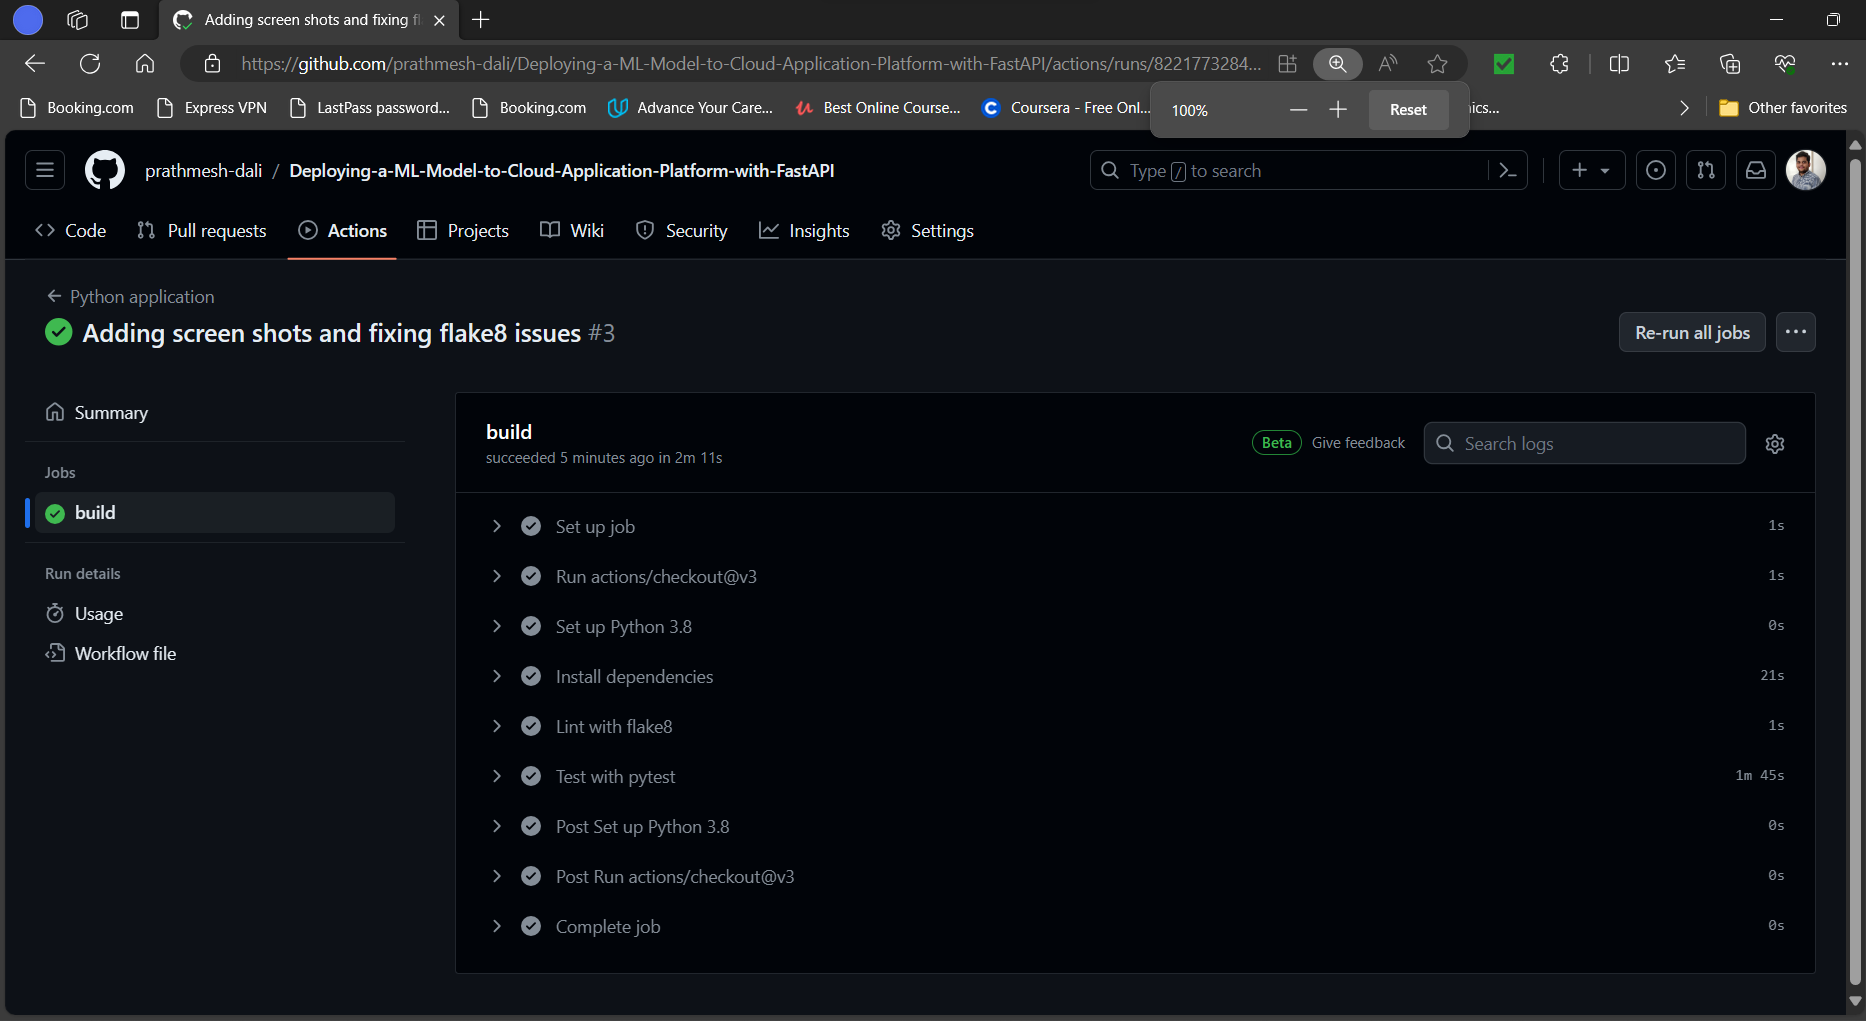 Adding screen shots and fixing fl
https://github.com/prathmesh-dali/Deploying-a-ML-Model-to-Cloud-Application-Platform-with-FastAPI/actions/runs/8221773284...
Booking.com Express VPN LastPass password... Booking.com Advance Your Care... Best Online Course... Coursera - Free Onl... ics... Other favorites
100% Reset
prathmesh-dali / Deploying-a-ML-Model-to-Cloud-Application-Platform-with-FastAPI
Type / to search
Code Pull requests Actions Projects Wiki Security Insights Settings
Python application
Adding screen shots and fixing flake8 issues #3
Re-run all jobs
Summary
Jobs
build
Run details
Usage
Workflow file
build
succeeded 5 minutes ago in 2m 11s
Beta Give feedback Search logs
Set up job 1s
Run actions/checkout@v3 1s
Set up Python 3.8 0s
Install dependencies 21s
Lint with flake8 1s
Test with pytest 1m 45s
Post Set up Python 3.8 0s
Post Run actions/checkout@v3 0s
Complete job 0s